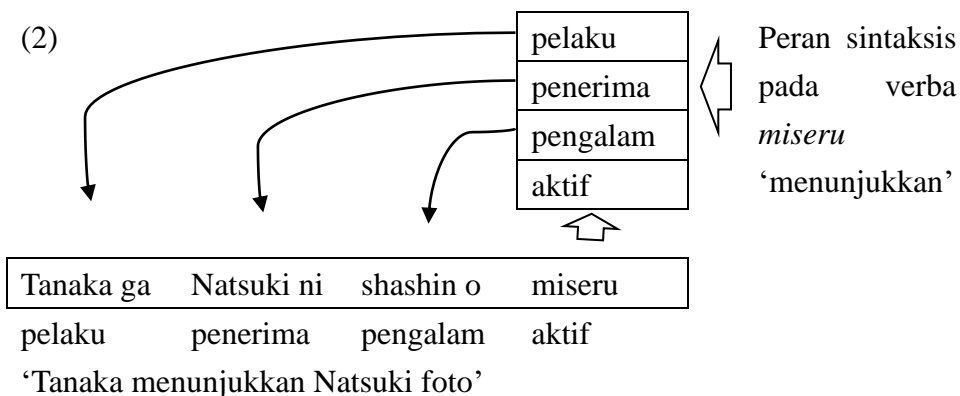 (2)
pelaku
penerima
pengalam
aktif
Peran sintaksis
pada verba
miseru
‘menunjukkan’
Tanaka ga Natsuki ni shashin o miseru
pelaku penerima pengalam aktif
‘Tanaka menunjukkan Natsuki foto’